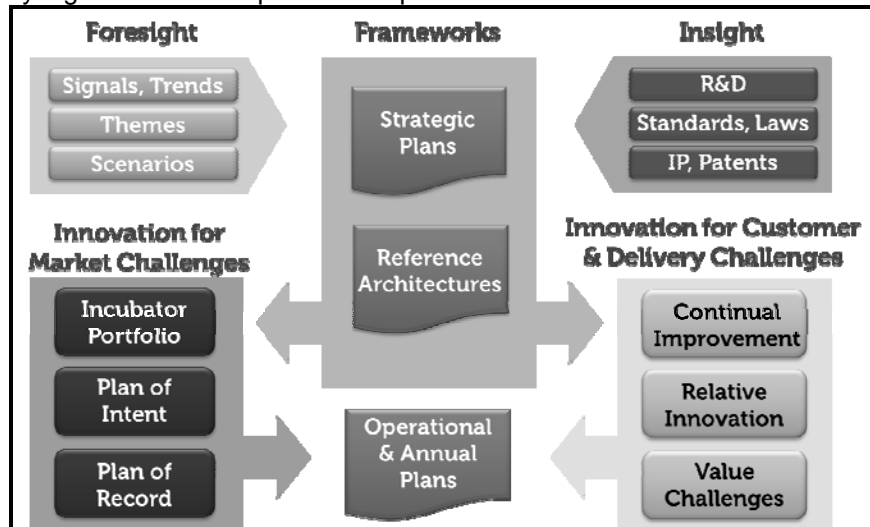 Foresight
Frameworks
Insight
Signals, Trends
Themes
Scenarios
Strategic
Plans
R&D
Standards, Laws
IP, Patents
Innovation for
Market Challenges
Reference
Architectures
Innovation for Customer
& Delivery Challenges
Incubator
Portfolio
Plan of
Intent
Plan of
Record
Operational
& Annual
Plans
Continual
Improvement
Relative
Innovation
Value
Challenges